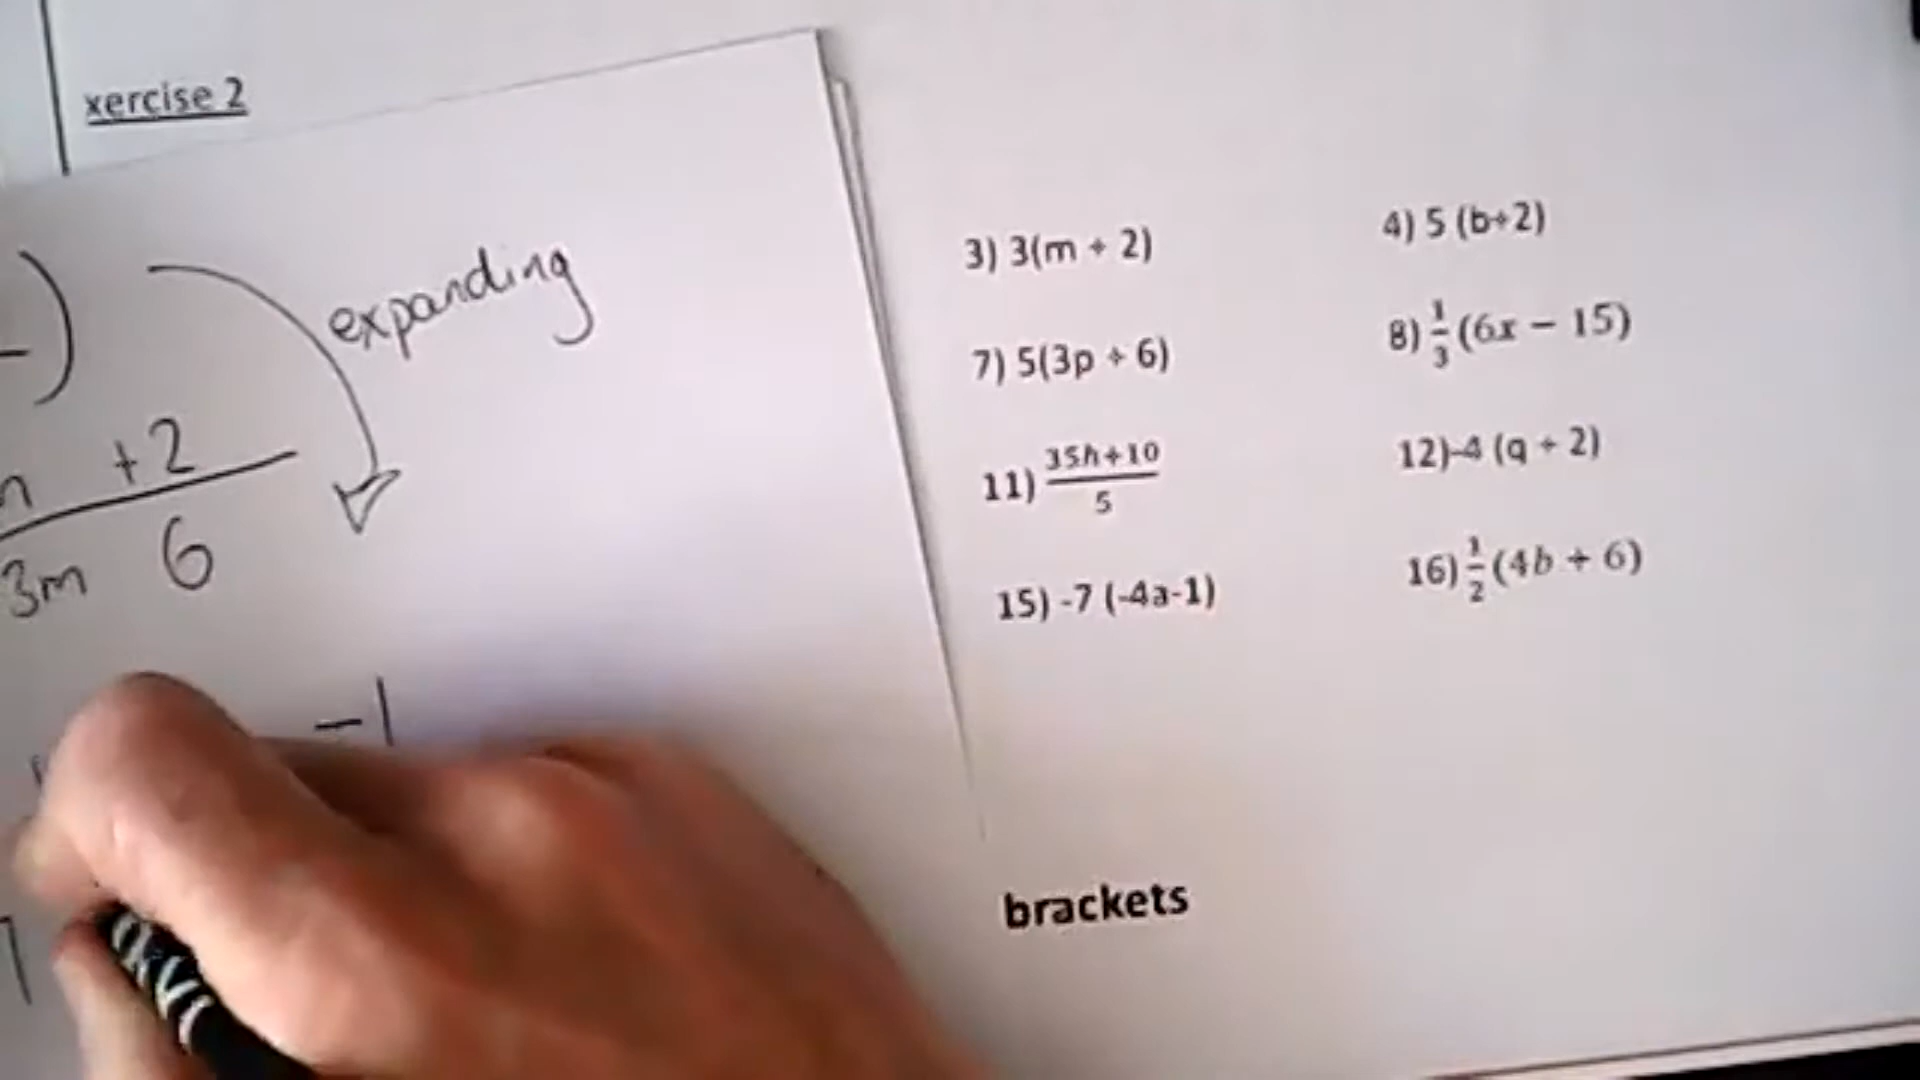 xercise 2
expanding
)
+2
3m 6
-1
3) 3(m + 2)
4) 5 (b+2)
7) 5(3p + 6)
8) 1/3 (6x – 15)
11) 35h+10 / 5
12)-4 (q + 2)
15) -7 (-4a-1)
16) 1/2 (4b + 6)
brackets